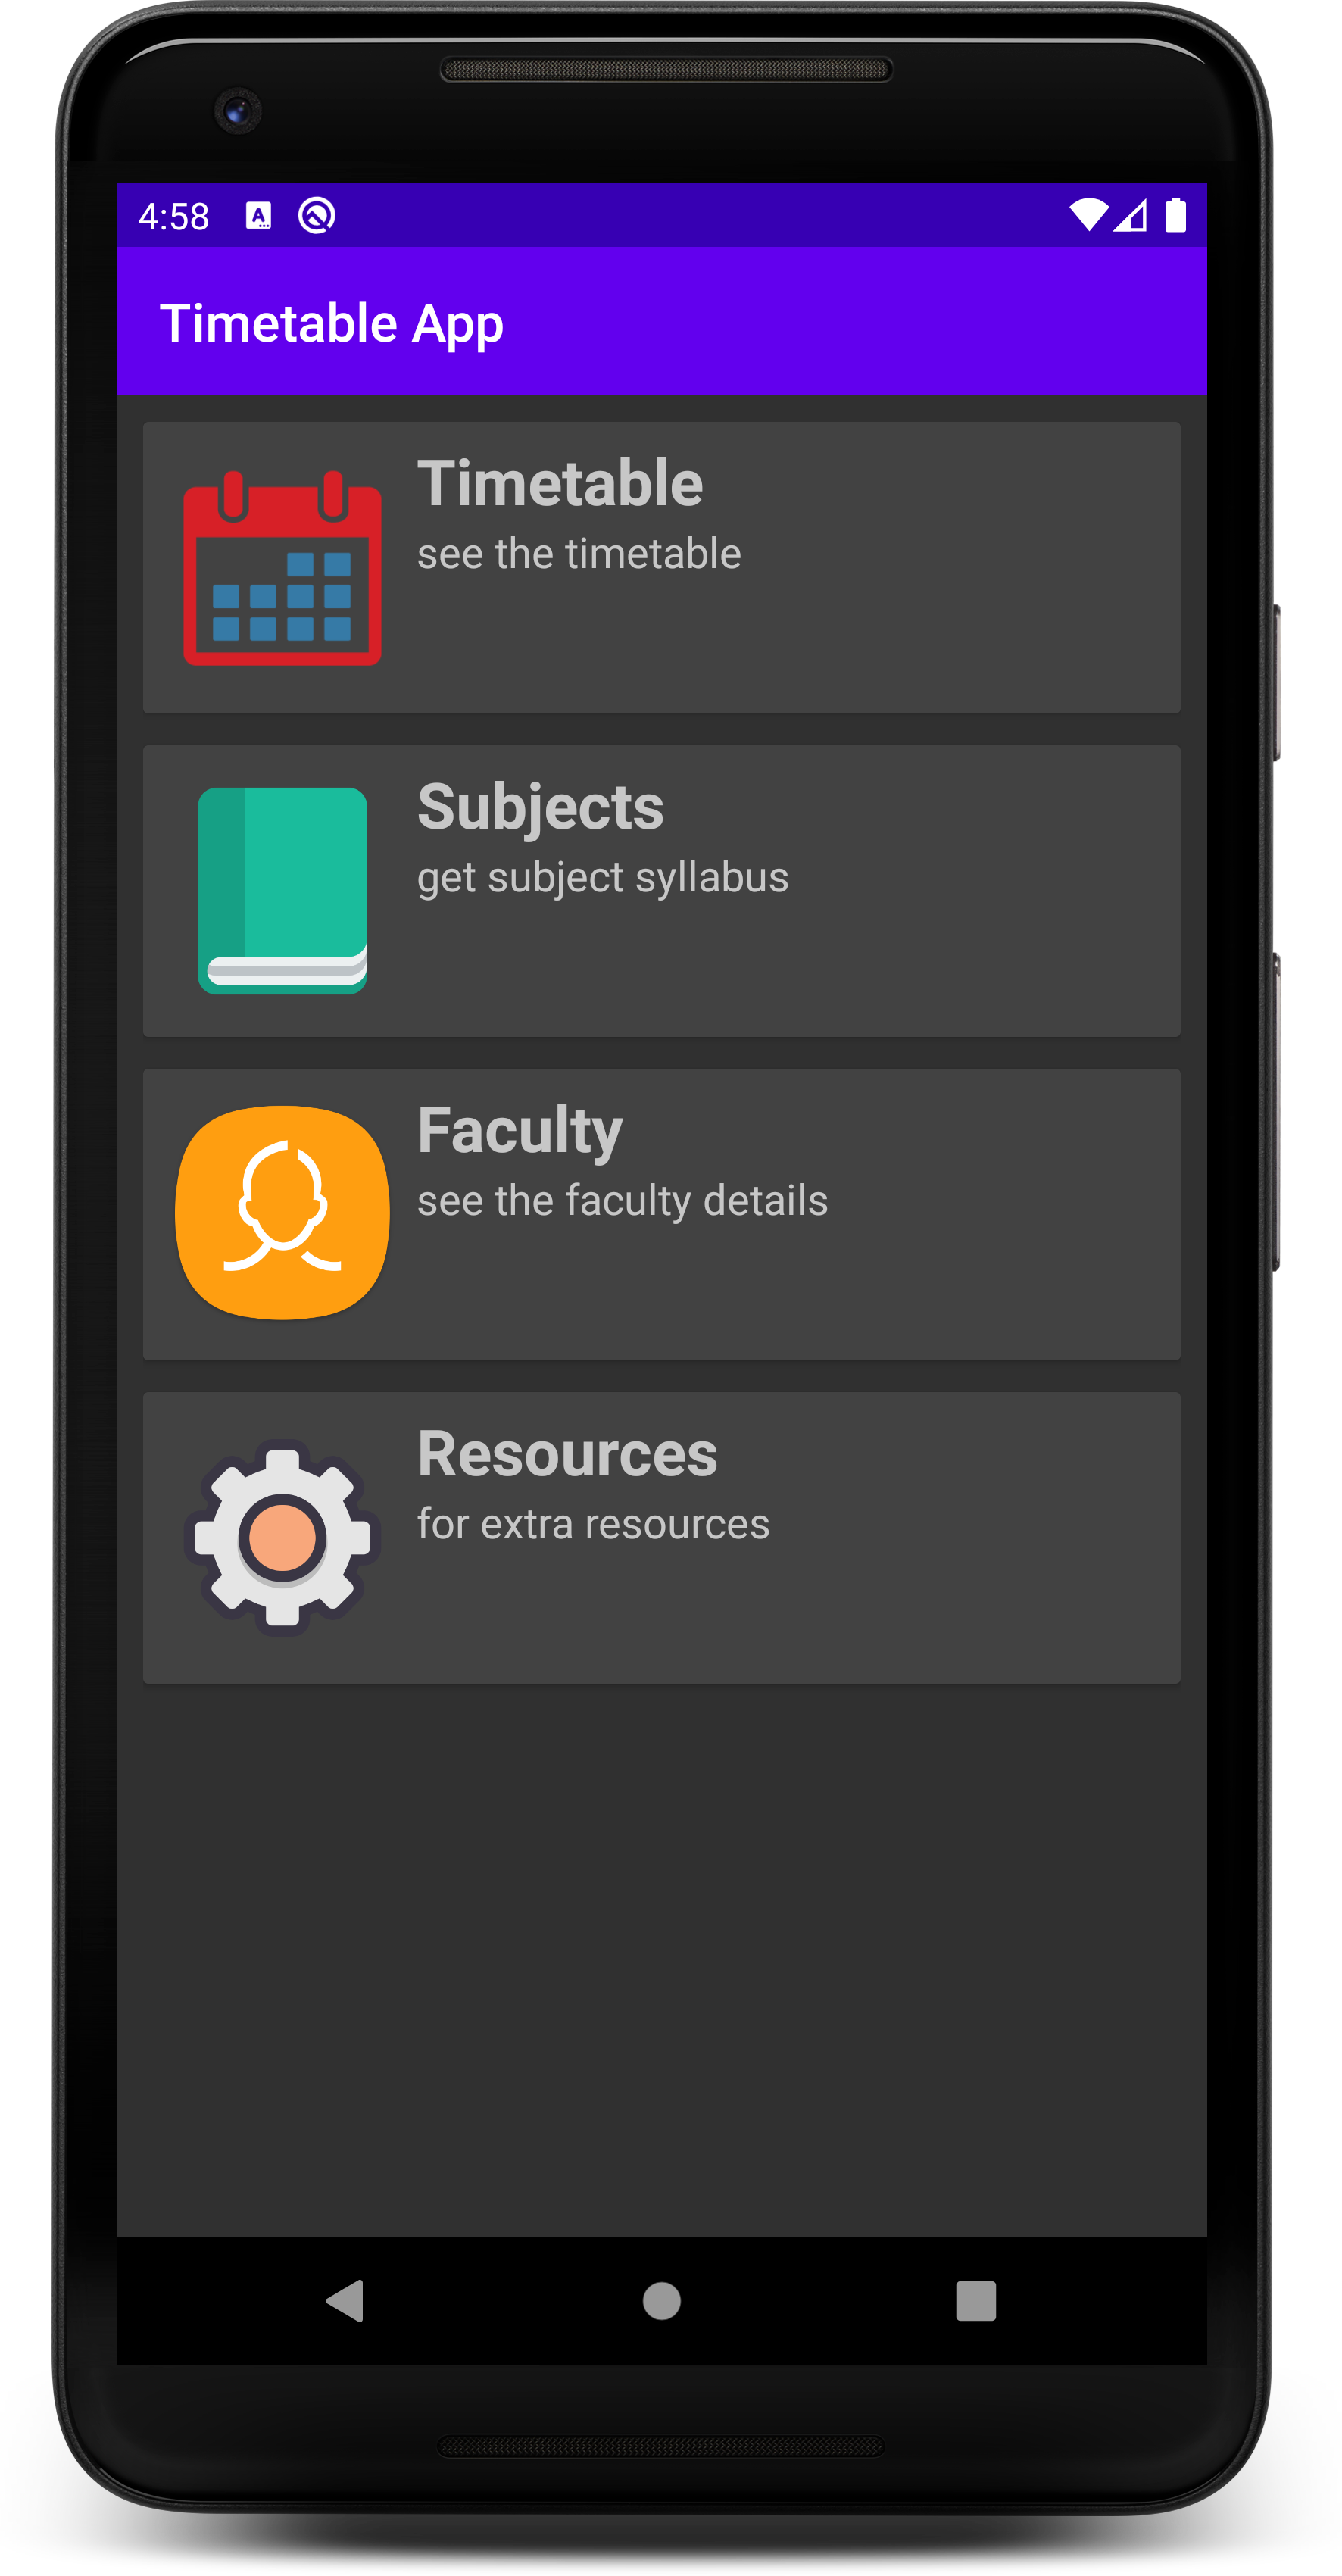 4:58
Timetable App
Timetable
see the timetable
Subjects
get subject syllabus
Faculty
see the faculty details
Resources
for extra resources